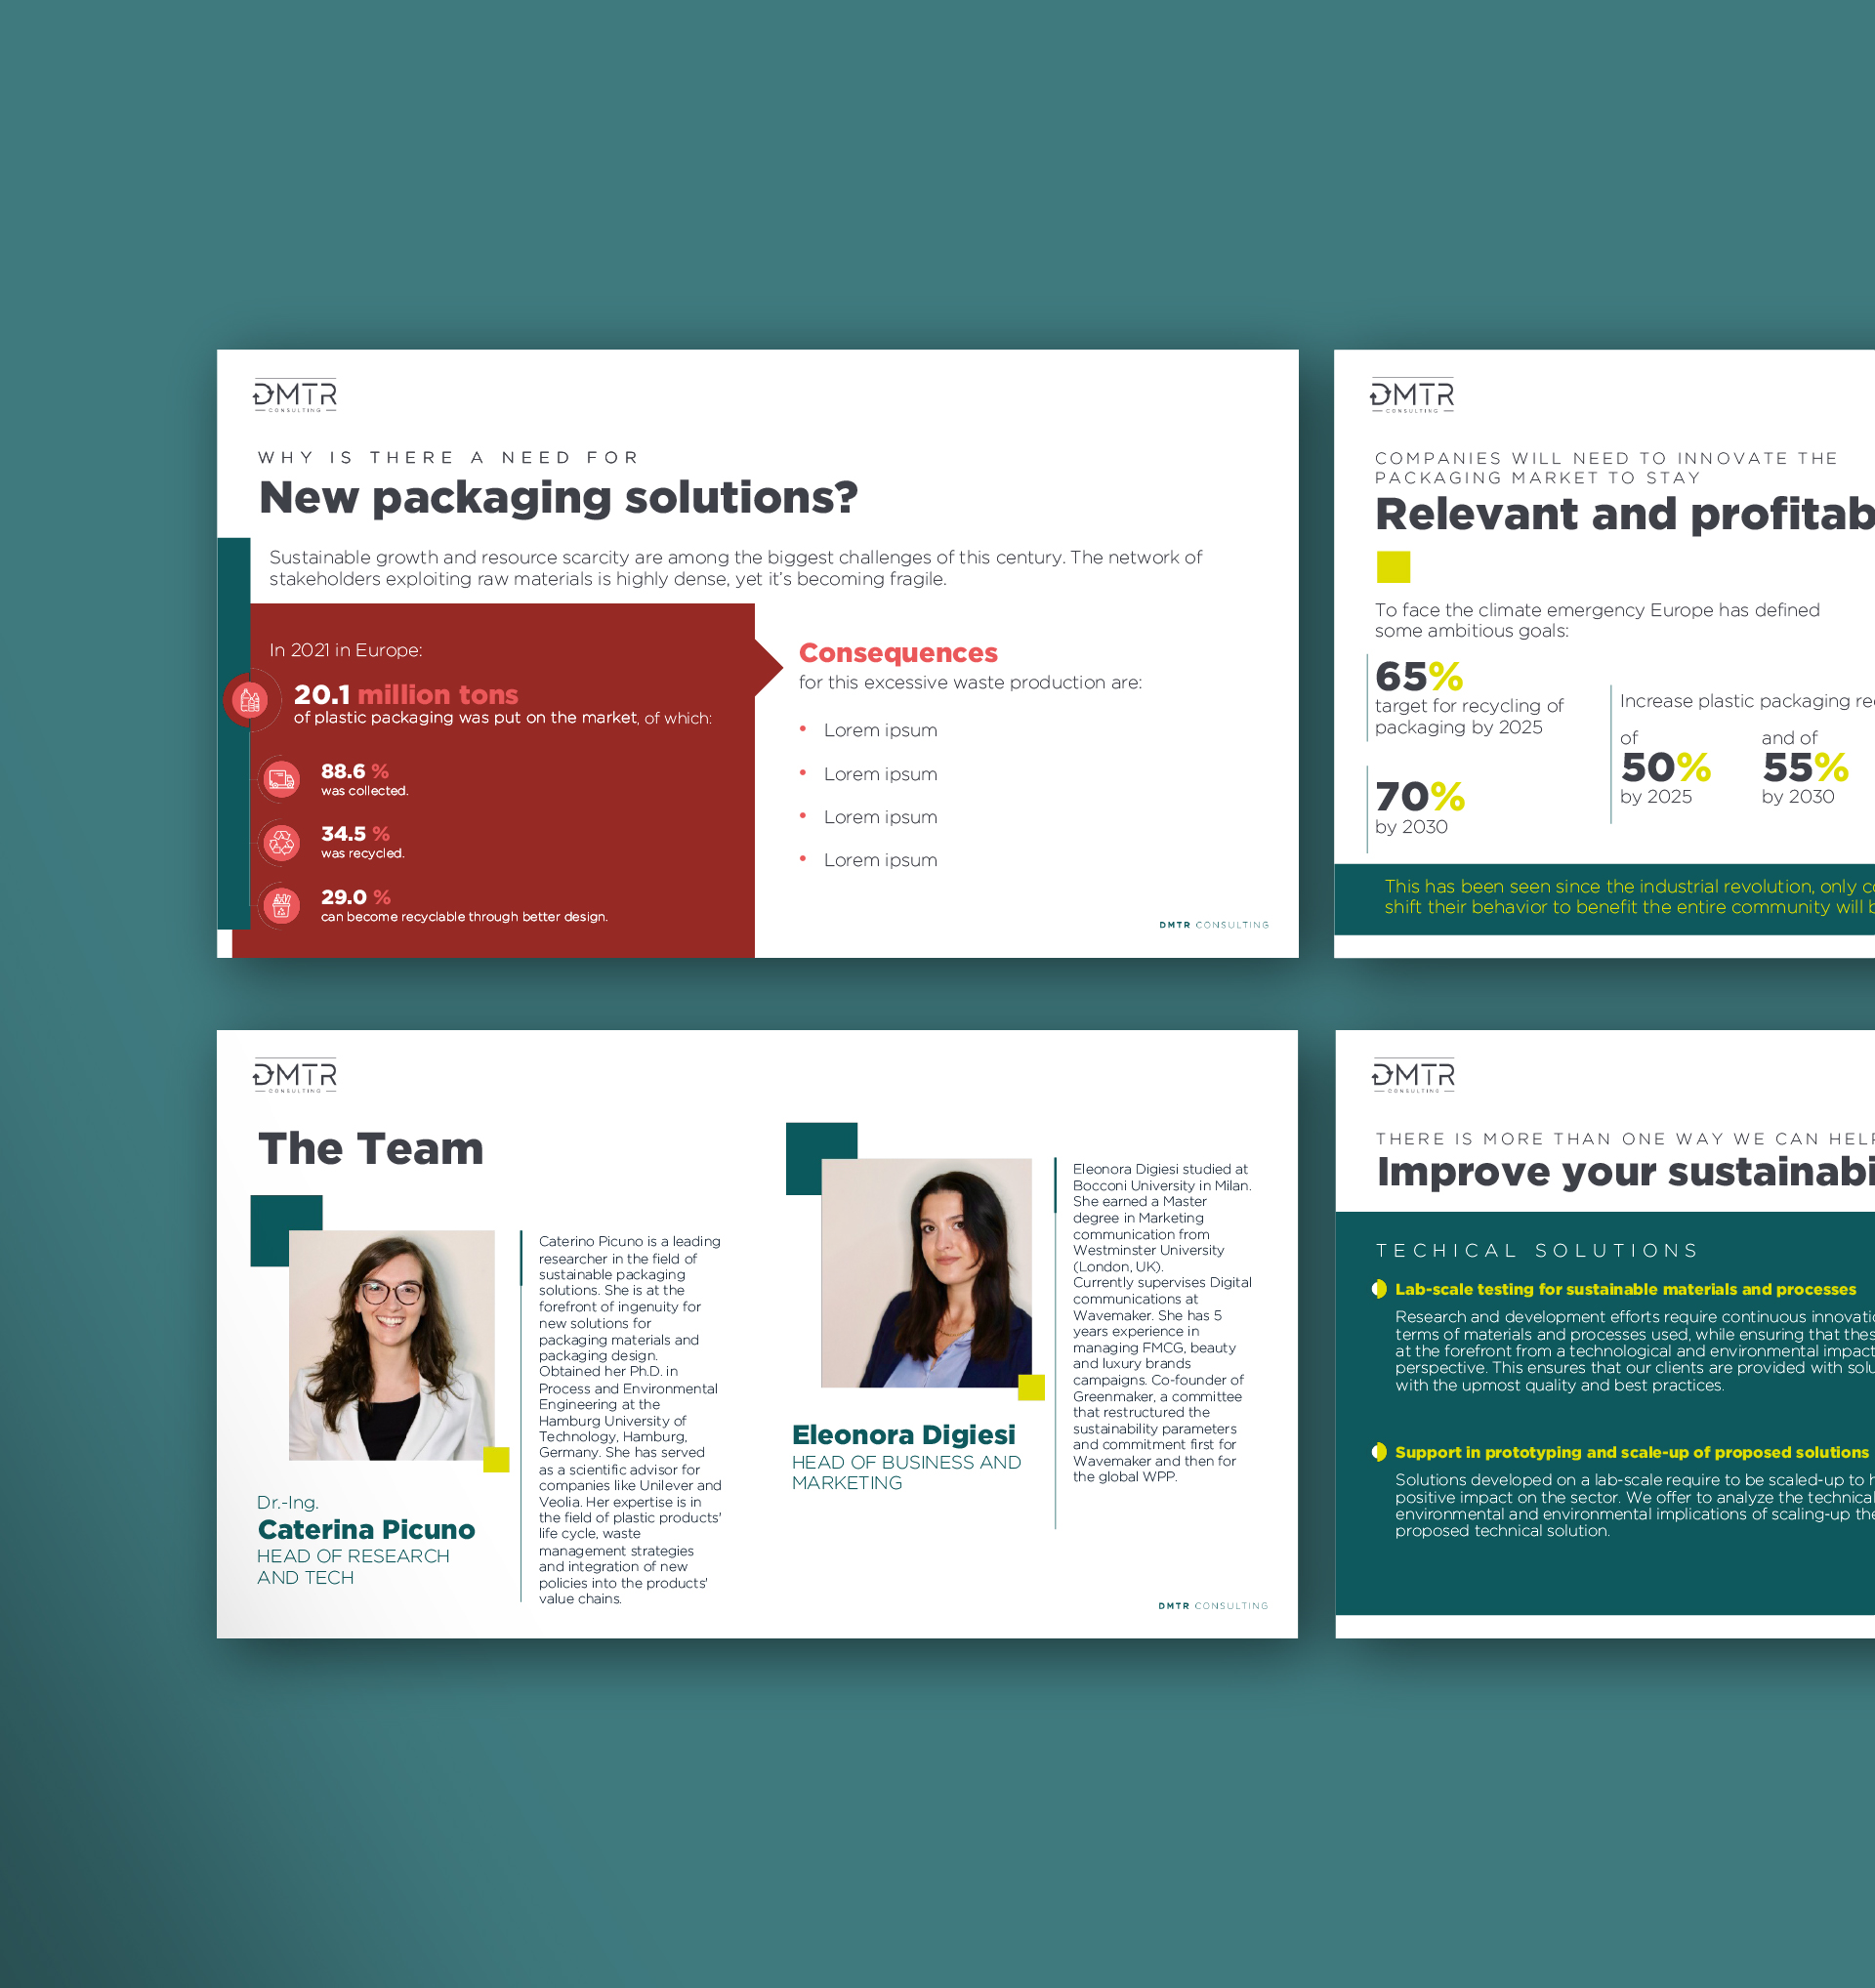 DMTR
CONSULTING
WHY IS THERE A NEED FOR
New packaging solutions?
Sustainable growth and resource scarcity are among the biggest challenges of this century. The network of
stakeholders exploiting raw materials is highly dense, yet it's becoming fragile.
In 2021 in Europe:
20.1 million tons
of plastic packaging was put on the market, of which:
88.6 %
was collected.
34.5 %
was recycled.
29.0 %
can become recyclable through better design.
Consequences
for this excessive waste production are:
• Lorem ipsum
• Lorem ipsum
• Lorem ipsum
• Lorem ipsum
DMTR CONSULTING
DMTR
CONSULTING
COMPANIES WILL NEED TO INNOVATE THE
PACKAGING MARKET TO STAY
Relevant and profitab
To face the climate emergency Europe has defined
some ambitious goals:
65%
target for recycling of
packaging by 2025
70%
by 2030
Increase plastic packaging re
of
50%
by 2025
and of
55%
by 2030
This has been seen since the industrial revolution, only c
shift their behavior to benefit the entire community will
DMTR
CONSULTING
The Team
Dr.-Ing.
Caterina Picuno
HEAD OF RESEARCH
AND TECH
Caterino Picuno is a leading
researcher in the field of
sustainable packaging
solutions. She is at the
forefront of ingenuity for
new solutions for
packaging materials and
packaging design.
Obtained her Ph.D. in
Process and Environmental
Engineering at the
Hamburg University of
Technology, Hamburg,
Germany. She has served
as a scientific advisor for
companies like Unilever and
Veolia. Her expertise is in
the field of plastic products'
life cycle, waste
management strategies
and integration of new
policies into the products'
value chains.
Eleonora Digiesi
HEAD OF BUSINESS AND
MARKETING
Eleonora Digiesi studied at
Bocconi University in Milan.
She earned a Master
degree in Marketing
communication from
Westminster University
(London, UK).
Currently supervises Digital
communications at
Wavemaker. She has 5
years experience in
managing FMCG, beauty
and luxury brands
campaigns. Co-founder of
Greenmaker, a committee
that restructured the
sustainability parameters
and commitment first for
Wavemaker and then for
the global WPP.
DMTR CONSULTING
DMTR
CONSULTING
THERE IS MORE THAN ONE WAY WE CAN HELP
Improve your sustainabi
TECHICAL SOLUTIONS
Lab-scale testing for sustainable materials and processes
Research and development efforts require continuous innovati
terms of materials and processes used, while ensuring that thes
at the forefront from a technological and environmental impact
perspective. This ensures that our clients are provided with solu
with the upmost quality and best practices.
Support in prototyping and scale-up of proposed solutions
Solutions developed on a lab-scale require to be scaled-up to h
positive impact on the sector. We offer to analyze the technical
environmental and environmental implications of scaling-up the
proposed technical solution.